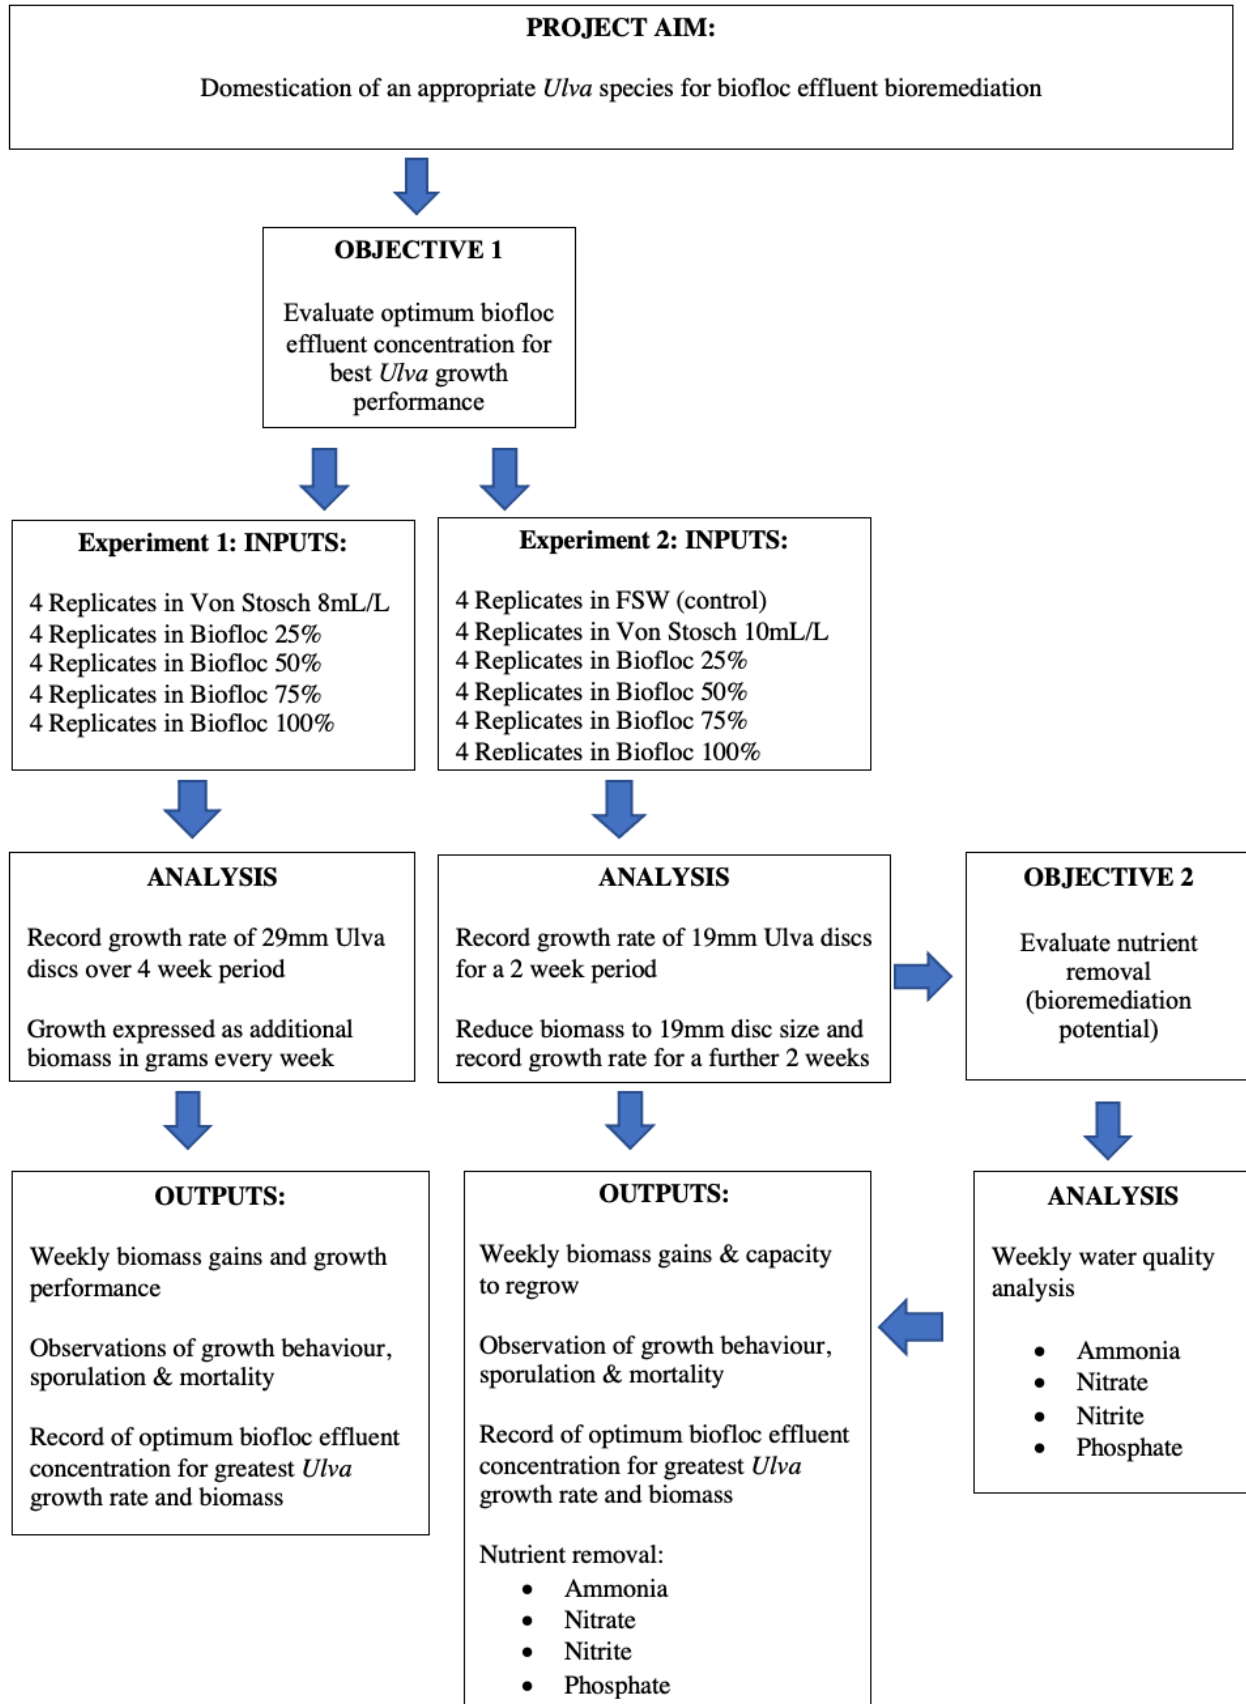 PROJECT AIM:
Domestication of an appropriate Ulva species for biofloc effluent bioremediation
OBJECTIVE 1
Evaluate optimum biofloc
effluent concentration for
best Ulva growth
performance
Experiment 1: INPUTS:
4 Replicates in Von Stosch 8mL/L
4 Replicates in Biofloc 25%
4 Replicates in Biofloc 50%
4 Replicates in Biofloc 75%
4 Replicates in Biofloc 100%
Experiment 2: INPUTS:
4 Replicates in FSW (control)
4 Replicates in Von Stosch 10mL/L
4 Replicates in Biofloc 25%
4 Replicates in Biofloc 50%
4 Replicates in Biofloc 75%
4 Replicates in Biofloc 100%
ANALYSIS
Record growth rate of 29mm Ulva
discs over 4 week period
Growth expressed as additional
biomass in grams every week
ANALYSIS
Record growth rate of 19mm Ulva discs
for a 2 week period
Reduce biomass to 19mm disc size and
record growth rate for a further 2 weeks
OBJECTIVE 2
Evaluate nutrient
removal
(bioremediation
potential)
OUTPUTS:
Weekly biomass gains and growth
performance
Observations of growth behaviour,
sporulation & mortality
Record of optimum biofloc effluent
concentration for greatest Ulva
growth rate and biomass
OUTPUTS:
Weekly biomass gains & capacity
to regrow
Observation of growth behaviour,
sporulation & mortality
Record of optimum biofloc effluent
concentration for greatest Ulva
growth rate and biomass
Nutrient removal:
• Ammonia
• Nitrate
• Nitrite
• Phosphate
ANALYSIS
Weekly water quality
analysis
• Ammonia
• Nitrate
• Nitrite
• Phosphate